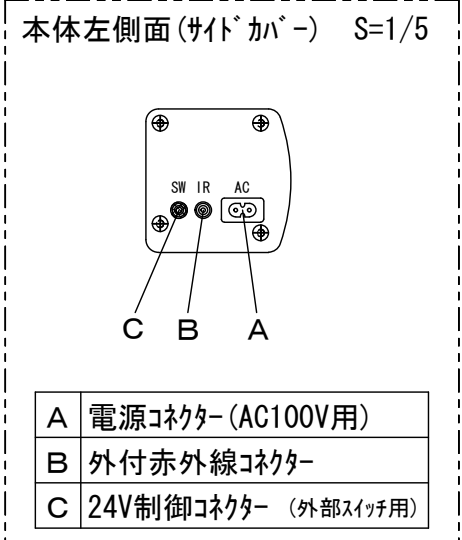 本体左側面(ｻｲﾄﾞｶﾊﾞｰ) S=1/5
SW IR AC
C B A
A 電源ｺﾈｸﾀｰ(AC100V用)
B 外付赤外線ｺﾈｸﾀｰ
C 24V制御ｺﾈｸﾀｰ (外部ｽｲｯﾁ用)